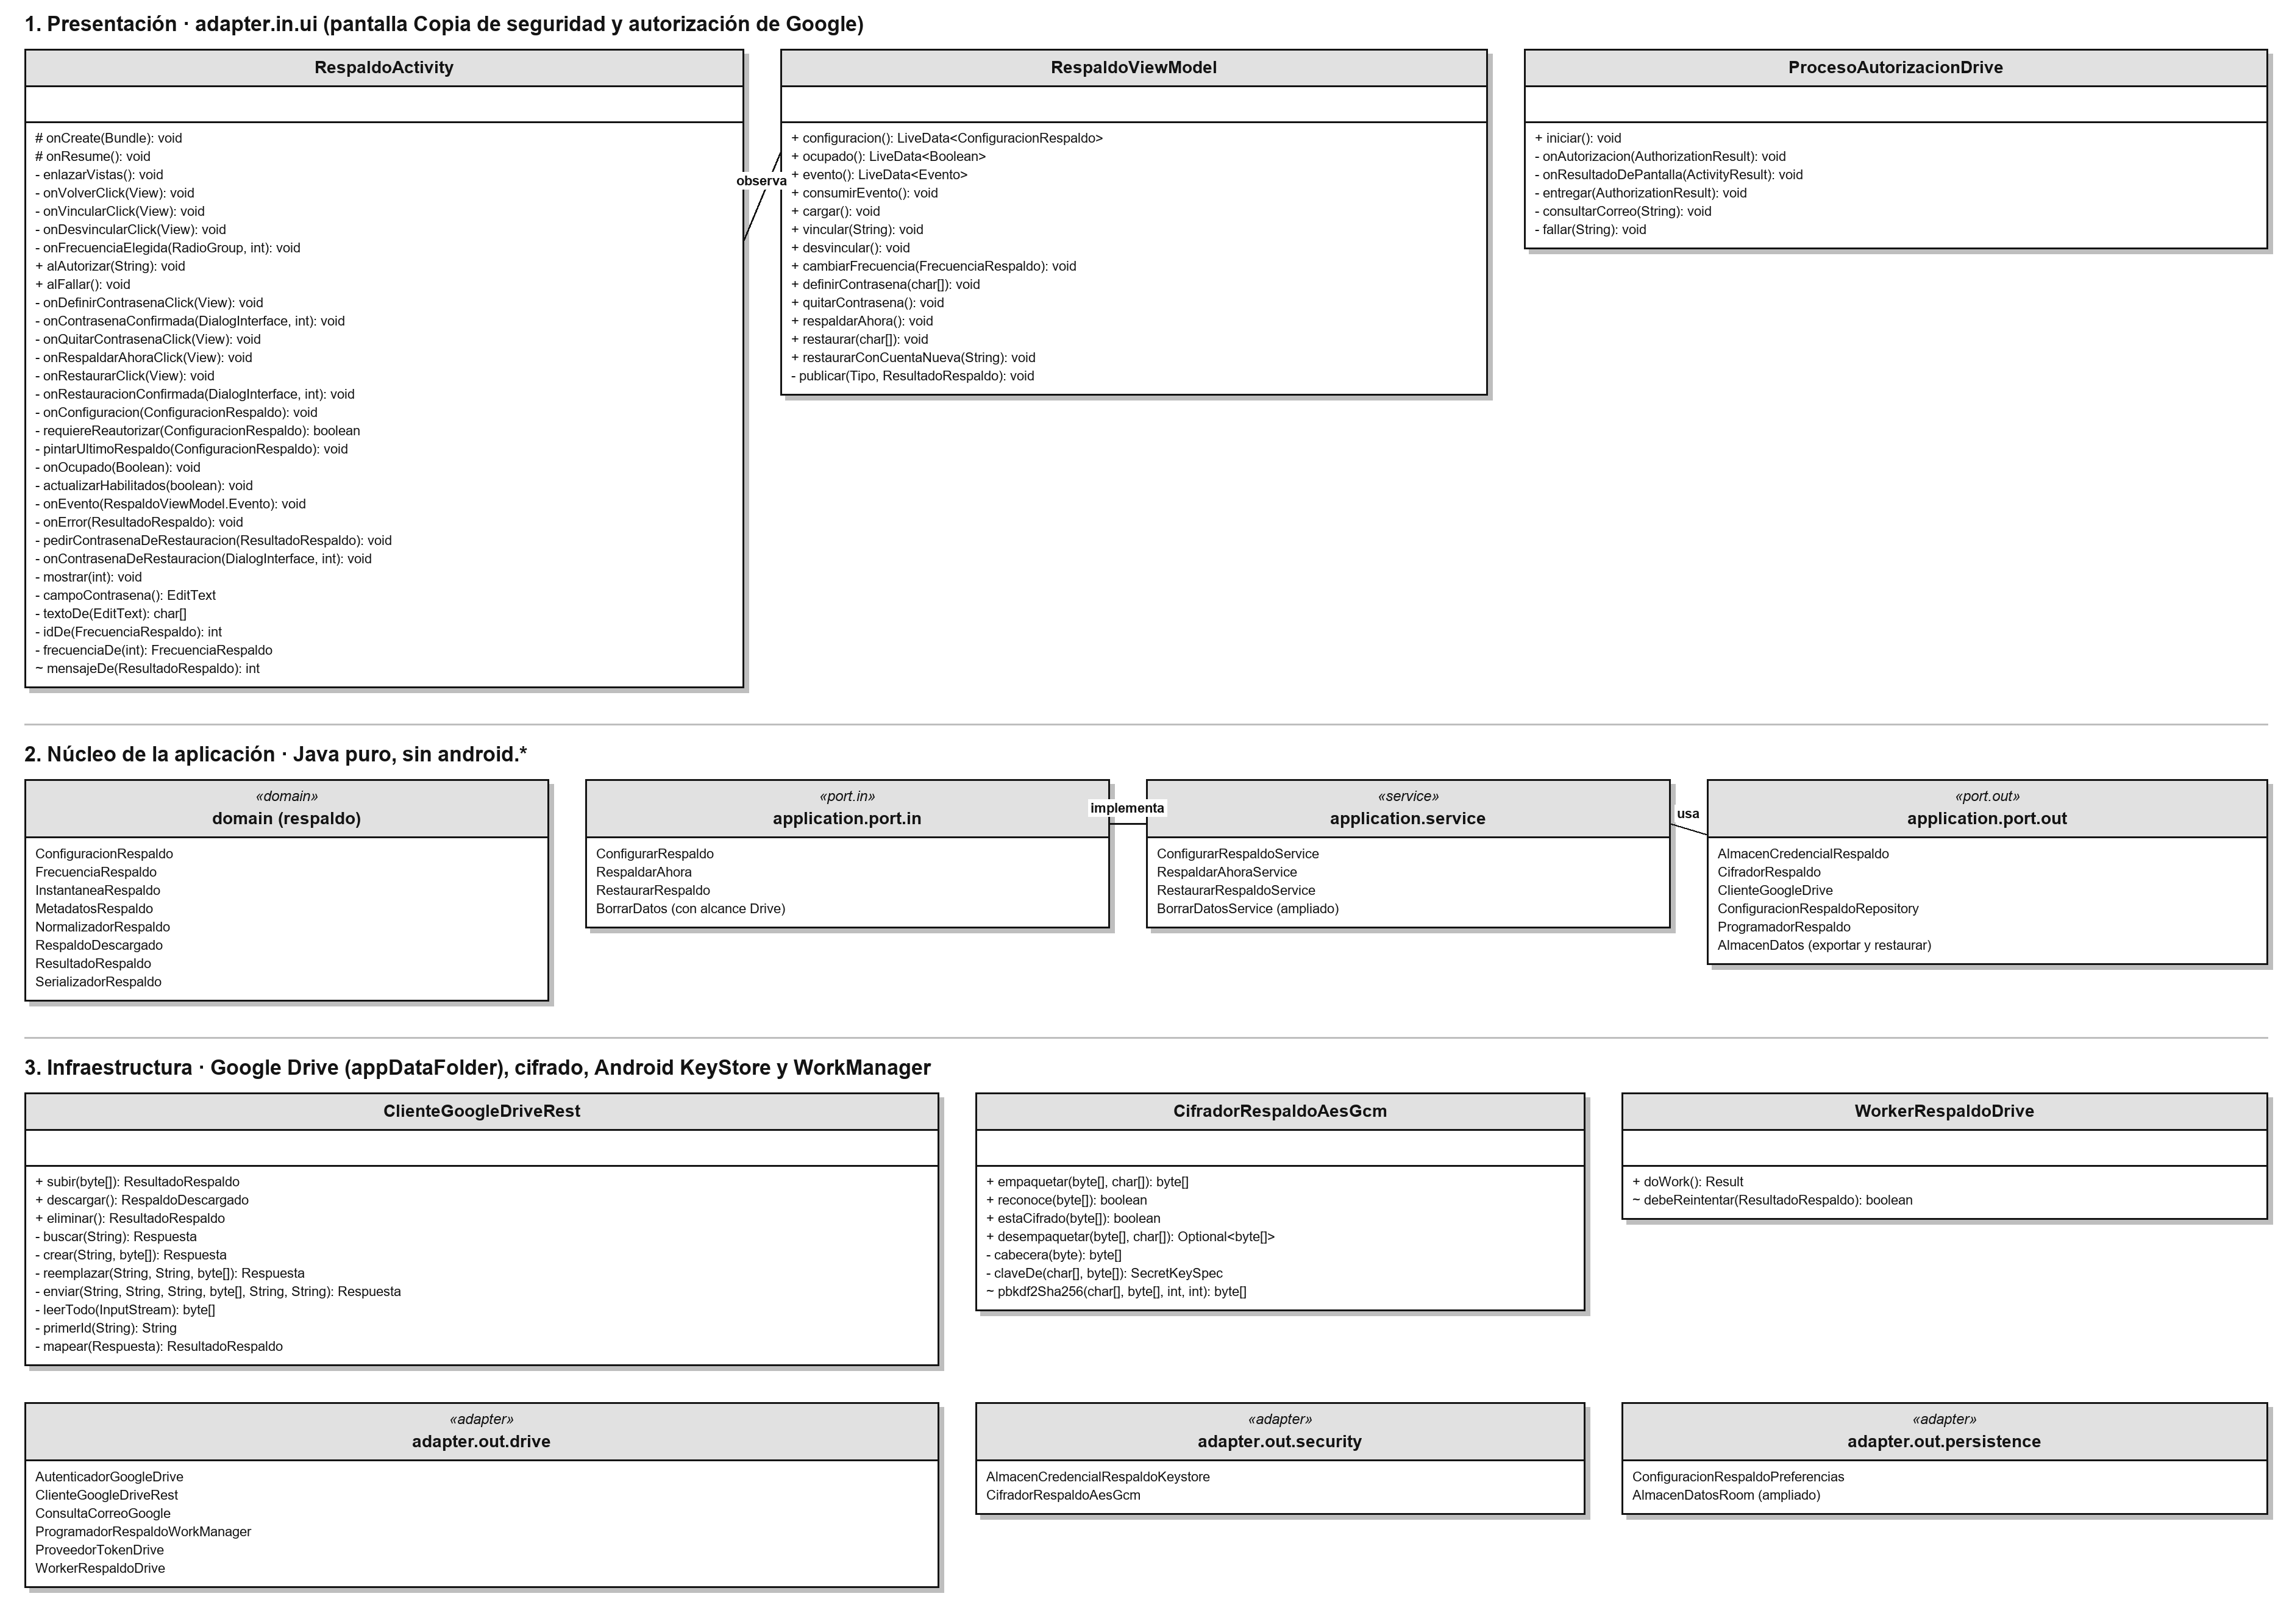 1. Presentación · adapter.in.ui (pantalla Copia de seguridad y autorización de Google)
RespaldoActivity
# onCreate(Bundle): void
# onResume(): void
- enlazarVistas(): void
- onVolverClick(View): void
- onVincularClick(View): void
- onDesvincularClick(View): void
- onFrecuenciaElegida(RadioGroup, int): void
+ alAutorizar(String): void
+ alFallar(): void
- onDefinirContrasenaClick(View): void
- onContrasenaConfirmada(DialogInterface, int): void
- onQuitarContrasenaClick(View): void
- onRespaldarAhoraClick(View): void
- onRestaurarClick(View): void
- onRestauracionConfirmada(DialogInterface, int): void
- onConfiguracion(ConfiguracionRespaldo): void
- requiereReautorizar(ConfiguracionRespaldo): boolean
- pintarUltimoRespaldo(ConfiguracionRespaldo): void
- onOcupado(Boolean): void
- actualizarHabilitados(boolean): void
- onEvento(RespaldoViewModel.Evento): void
- onError(ResultadoRespaldo): void
- pedirContrasenaDeRestauracion(ResultadoRespaldo): void
- onContrasenaDeRestauracion(DialogInterface, int): void
- mostrar(int): void
- campoContrasena(): EditText
- textoDe(EditText): char[]
- idDe(FrecuenciaRespaldo): int
- frecuenciaDe(int): FrecuenciaRespaldo
~ mensajeDe(ResultadoRespaldo): int
observa
RespaldoViewModel
+ configuracion(): LiveData<ConfiguracionRespaldo>
+ ocupado(): LiveData<Boolean>
+ evento(): LiveData<Evento>
+ consumirEvento(): void
+ cargar(): void
+ vincular(String): void
+ desvincular(): void
+ cambiarFrecuencia(FrecuenciaRespaldo): void
+ definirContrasena(char[]): void
+ quitarContrasena(): void
+ respaldarAhora(): void
+ restaurar(char[]): void
+ restaurarConCuentaNueva(String): void
- publicar(Tipo, ResultadoRespaldo): void
ProcesoAutorizacionDrive
+ iniciar(): void
- onAutorizacion(AuthorizationResult): void
- onResultadoDePantalla(ActivityResult): void
- entregar(AuthorizationResult): void
- consultarCorreo(String): void
- fallar(String): void
2. Núcleo de la aplicación · Java puro, sin android.*
«domain»
domain (respaldo)
ConfiguracionRespaldo
FrecuenciaRespaldo
InstantaneaRespaldo
MetadatosRespaldo
NormalizadorRespaldo
RespaldoDescargado
ResultadoRespaldo
SerializadorRespaldo
«port.in»
application.port.in
ConfigurarRespaldo
RespaldarAhora
RestaurarRespaldo
BorrarDatos (con alcance Drive)
implementa
«service»
application.service
ConfigurarRespaldoService
RespaldarAhoraService
RestaurarRespaldoService
BorrarDatosService (ampliado)
usa
«port.out»
application.port.out
AlmacenCredencialRespaldo
CifradorRespaldo
ClienteGoogleDrive
ConfiguracionRespaldoRepository
ProgramadorRespaldo
AlmacenDatos (exportar y restaurar)
3. Infraestructura · Google Drive (appDataFolder), cifrado, Android KeyStore y WorkManager
ClienteGoogleDriveRest
+ subir(byte[]): ResultadoRespaldo
+ descargar(): RespaldoDescargado
+ eliminar(): ResultadoRespaldo
- buscar(String): Respuesta
- crear(String, byte[]): Respuesta
- reemplazar(String, String, byte[]): Respuesta
- enviar(String, String, String, byte[], String, String): Respuesta
- leerTodo(InputStream): byte[]
- primerId(String): String
- mapear(Respuesta): ResultadoRespaldo
CifradorRespaldoAesGcm
+ empaquetar(byte[], char[]): byte[]
+ reconoce(byte[]): boolean
+ estaCifrado(byte[]): boolean
+ desempaquetar(byte[], char[]): Optional<byte[]>
- cabecera(byte): byte[]
- claveDe(char[], byte[]): SecretKeySpec
~ pbkdf2Sha256(char[], byte[], int, int): byte[]
WorkerRespaldoDrive
+ doWork(): Result
~ debeReintentar(ResultadoRespaldo): boolean
«adapter»
adapter.out.drive
AutenticadorGoogleDrive
ClienteGoogleDriveRest
ConsultaCorreoGoogle
ProgramadorRespaldoWorkManager
ProveedorTokenDrive
WorkerRespaldoDrive
«adapter»
adapter.out.security
AlmacenCredencialRespaldoKeystore
CifradorRespaldoAesGcm
«adapter»
adapter.out.persistence
ConfiguracionRespaldoPreferencias
AlmacenDatosRoom (ampliado)